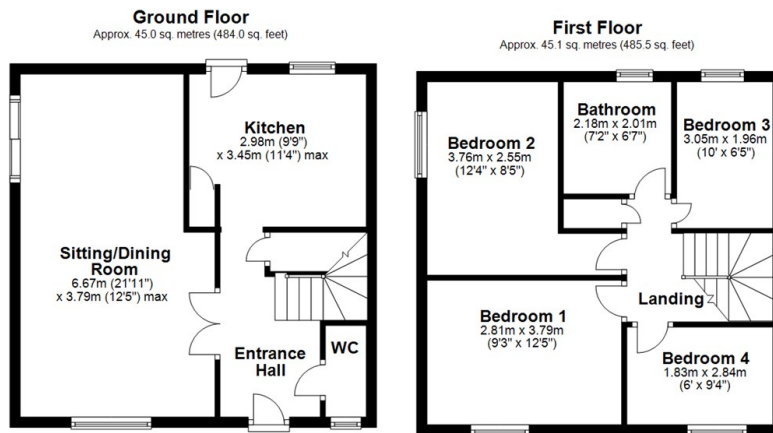 Ground Floor
Approx. 45.0 sq. metres (484.0 sq. feet)
Kitchen
2.98m (9'9")
x 3.45m (11'4") max
Sitting/Dining
Room
6.67m (21'11")
x 3.79m (12'5") max
Entrance
Hall
WC
First Floor
Approx. 45.1 sq. metres (485.5 sq. feet)
Bedroom 2
3.76m x 2.55m
(12'4" x 8'5")
Bathroom
2.18m x 2.01m
(7'2" x 6'7")
Bedroom 3
3.05m x 1.96m
(10' x 6'5")
Landing
Bedroom 1
2.81m x 3.79m
(9'3" x 12'5")
Bedroom 4
1.83m x 2.84m
(6' x 9'4")